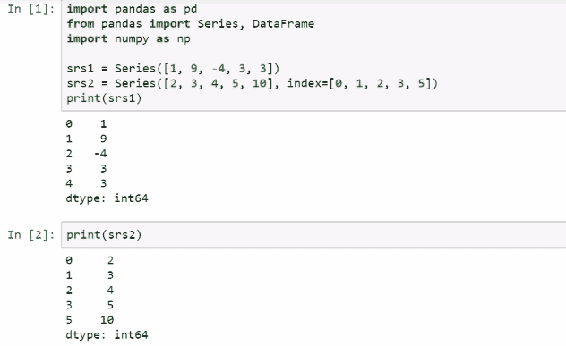 In [1]: import pandas as pd
from pandas import Series, DataFrame
import numpy as np
srs1 = Series([1, 9, -4, 3, 3])
srs2 = Series([2, 3, 4, 5, 10], index=[0, 1, 2, 3, 5])
print(srs1)
0 1
1 9
2 -4
3 3
4 3
dtype: int64
In [2]: print(srs2)
0 2
1 3
2 4
3 5
5 10
dtype: int64